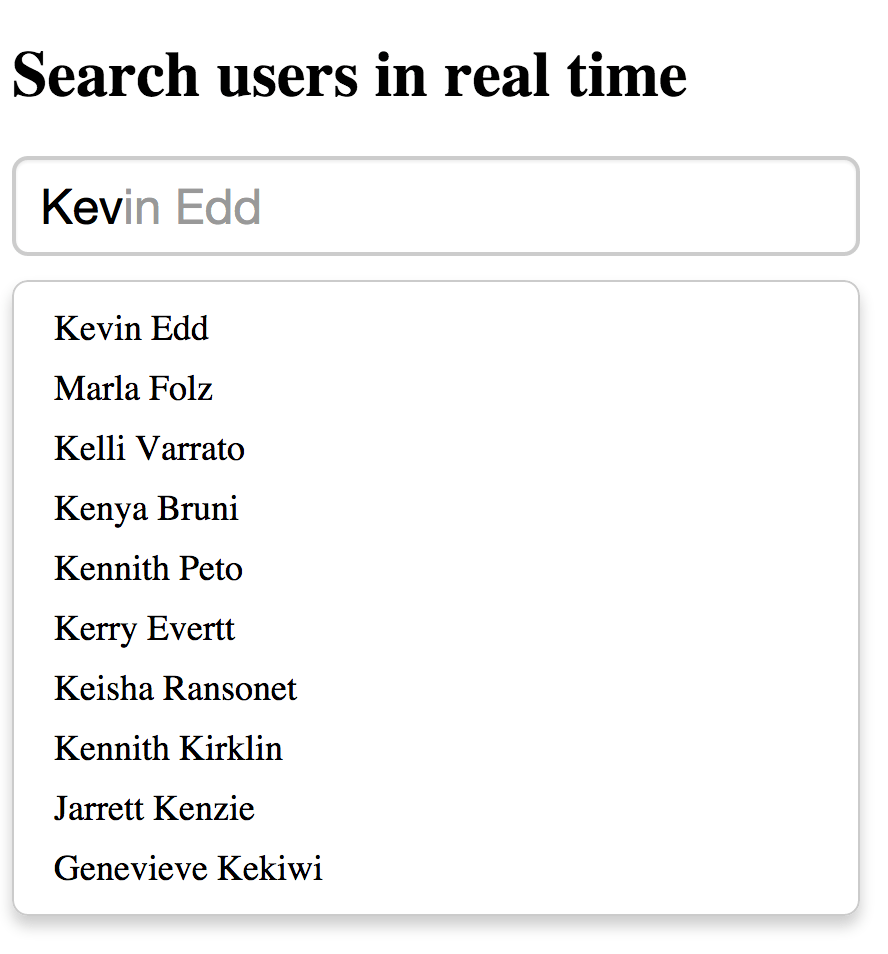 Search users in real time
Kevin Edd
Kevin Edd
Marla Folz
Kelli Varrato
Kenya Bruni
Kennith Peto
Kerry Evertt
Keisha Ransonet
Kennith Kirklin
Jarrett Kenzie
Genevieve Kekiwi